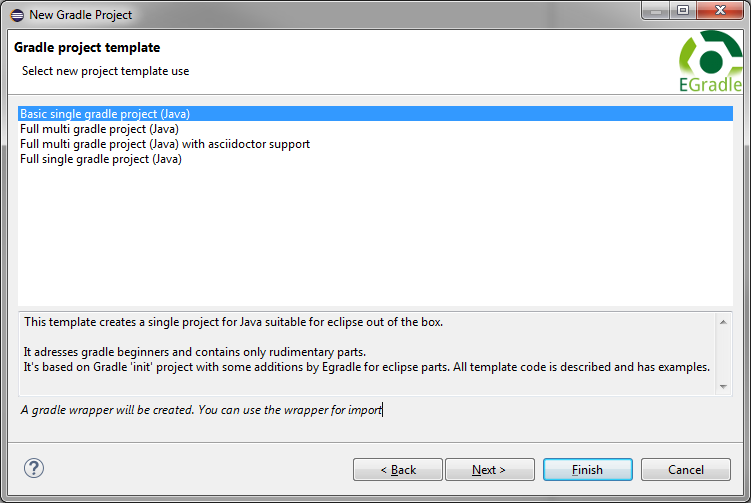 New Gradle Project
Gradle project template
Select new project template use
EGradle
Basic single gradle project (Java)
Full multi gradle project (Java)
Full multi gradle project (Java) with asciidoctor support
Full single gradle project (Java)
This template creates a single project for Java suitable for eclipse out of the box.
It adresses gradle beginners and contains only rudimentary parts.
It's based on Gradle 'init' project with some additions by Egradle for eclipse parts. All template code is described and has examples.
A gradle wrapper will be created. You can use the wrapper for import
?
< Back
Next >
Finish
Cancel